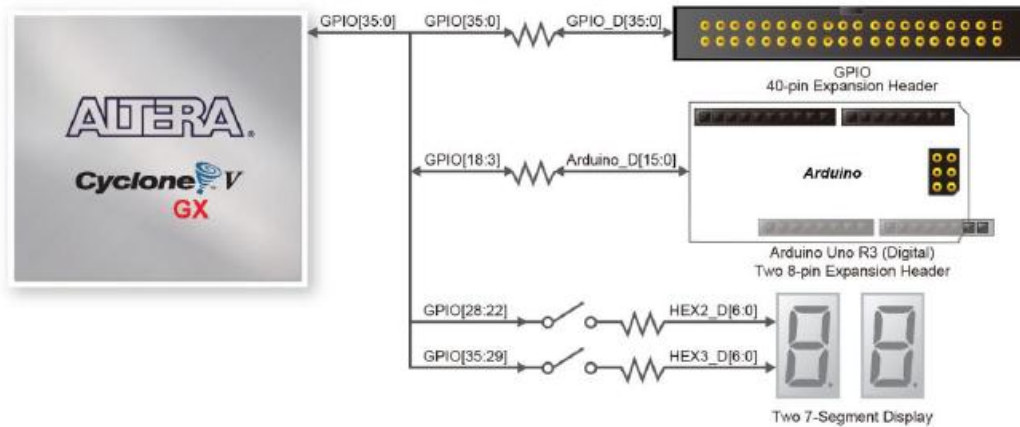 GPIO[35:0]
GPIO[35:0]
GPIO_D[35:0]
GPIO
40-pin Expansion Header
ALTERA®
Cyclone V
GX
GPIO[18:3]
Arduino_D[15:0]
Arduino
Arduino Uno R3 (Digital)
Two 8-pin Expansion Header
GPIO[28:22]
HEX2_D[6:0]
GPIO[35:29]
HEX3_D[6:0]
Two 7-Segment Display